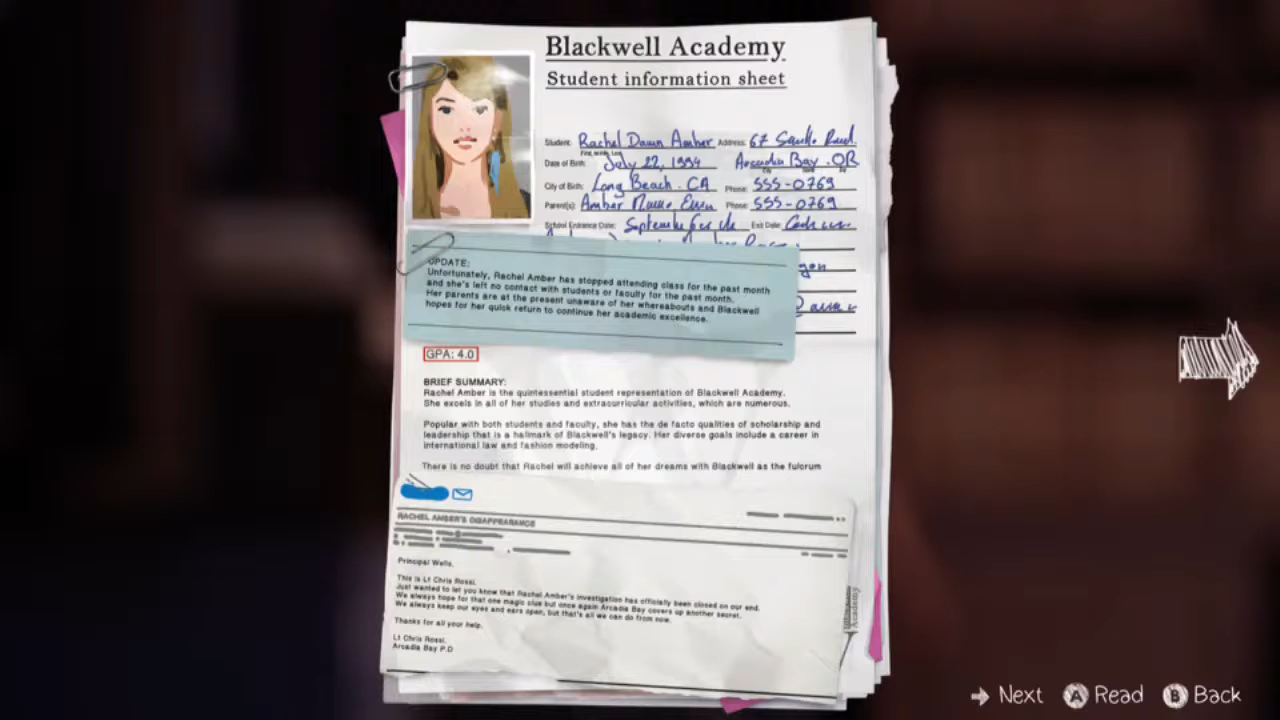 Blackwell Academy
Student information sheet
Student: Rachel Dawn Amber Address: 67
First, Middle, Last
Date of Birth: July 22, 1994 Arcadia Bay . OR
City of Birth: Long Beach . CA Phone: 555-0769
Parent(s): Amber Phone: 555-0769
School Entrance Date: September Exit Date:
UPDATE:
Unfortunately, Rachel Amber has stopped attending class for the past month
and she's left no contact with students or faculty for the past month.
Her parents are at the present unaware of her whereabouts and Blackwell
hopes for her quick return to continue her academic excellence.
GPA: 4.0
BRIEF SUMMARY:
Rachel Amber is the quintessential student representation of Blackwell Academy.
She excels in all of her studies and extracurricular activities, which are numerous.
Popular with both students and faculty, she has the de facto qualities of scholarship and
leadership that is a hallmark of Blackwell's legacy. Her diverse goals include a career in
international law and fashion modeling.
There is no doubt that Rachel will achieve all of her dreams with Blackwell as the fulcrum
RACHEL AMBER'S DISAPPEARANCE
Principal Wells,
This is Lt Chris Rossi.
Just wanted to let you know that Rachel Amber's investigation has officially been closed on our end.
We always hope for that one magic clue but once again Arcadia Bay covers up another secret.
We always keep our eyes and ears open, but that's all we can do from now.
Thanks for all your help.
Lt Chris Rossi.
Arcadia Bay P.D
Academy
Next A Read B Back